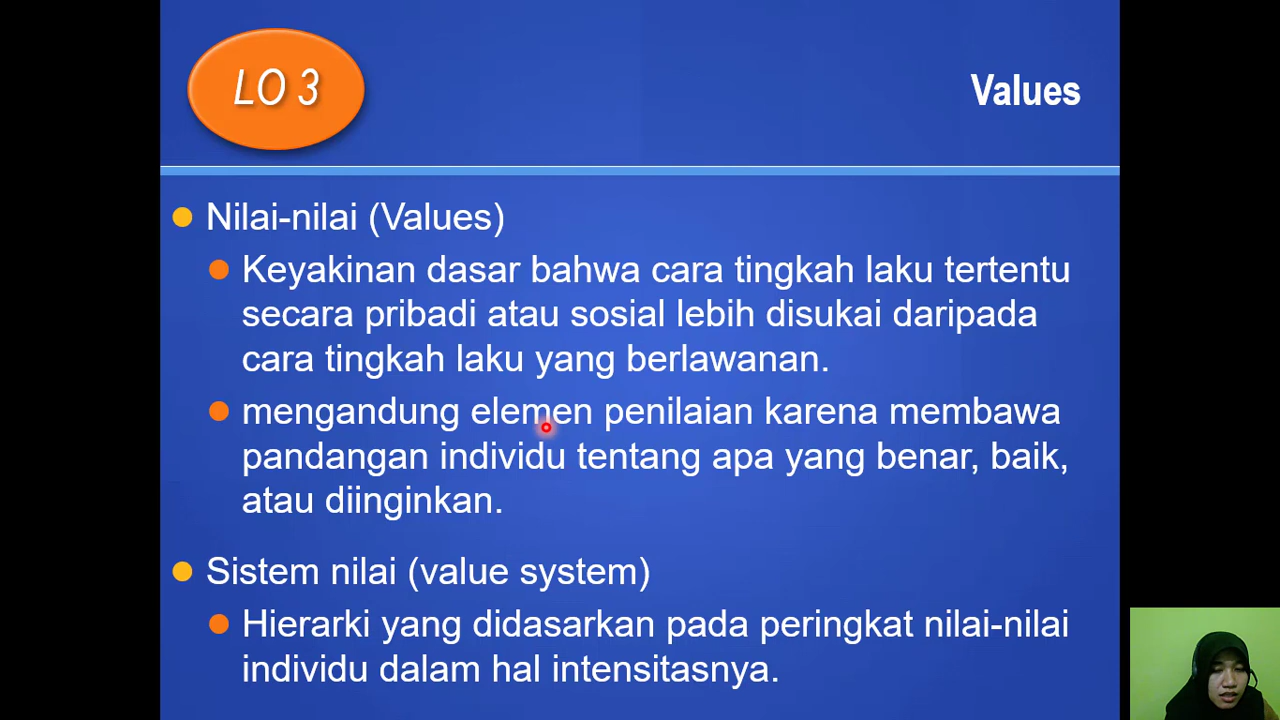 LO 3
Values
Nilai-nilai (Values)
Keyakinan dasar bahwa cara tingkah laku tertentu
secara pribadi atau sosial lebih disukai daripada
cara tingkah laku yang berlawanan.
mengandung elemen penilaian karena membawa
pandangan individu tentang apa yang benar, baik,
atau diinginkan.
Sistem nilai (value system)
Hierarki yang didasarkan pada peringkat nilai-nilai
individu dalam hal intensitasnya.